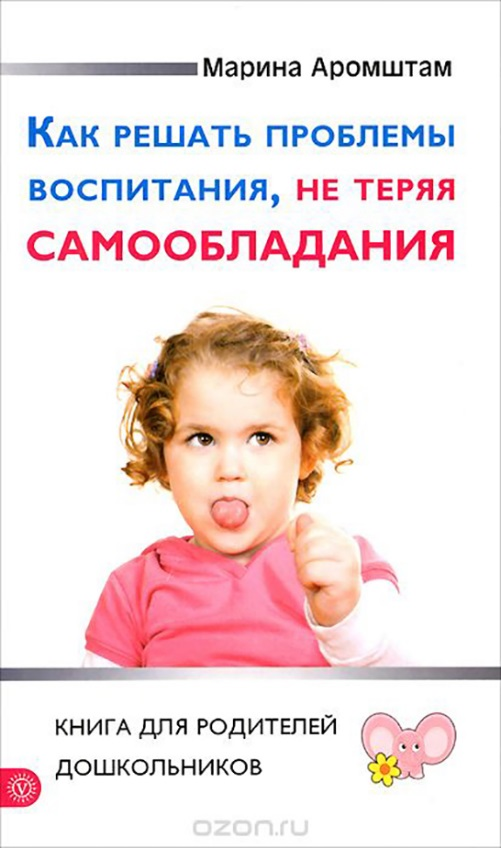 Марина Аромштам
Как решать проблемы
воспитания, не теряя
самообладания
КНИГА ДЛЯ РОДИТЕЛЕЙ
ДОШКОЛЬНИКОВ
V
ozon.ru